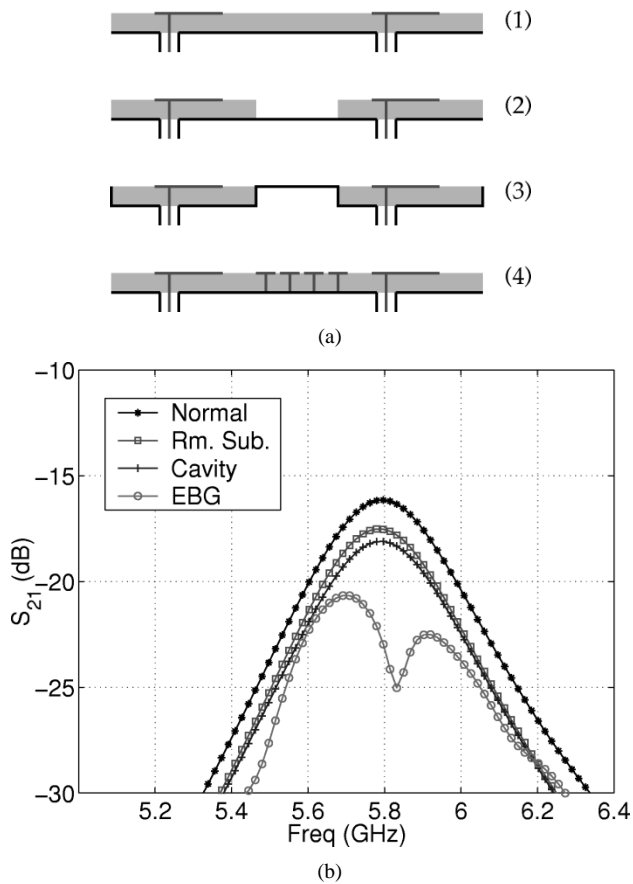 (1)
(2)
(3)
(4)
(a)
−10
−15
−20
−25
−30
S21 (dB)
Normal
Rm. Sub.
Cavity
EBG
5.2 5.4 5.6 5.8 6 6.2 6.4
Freq (GHz)
(b)